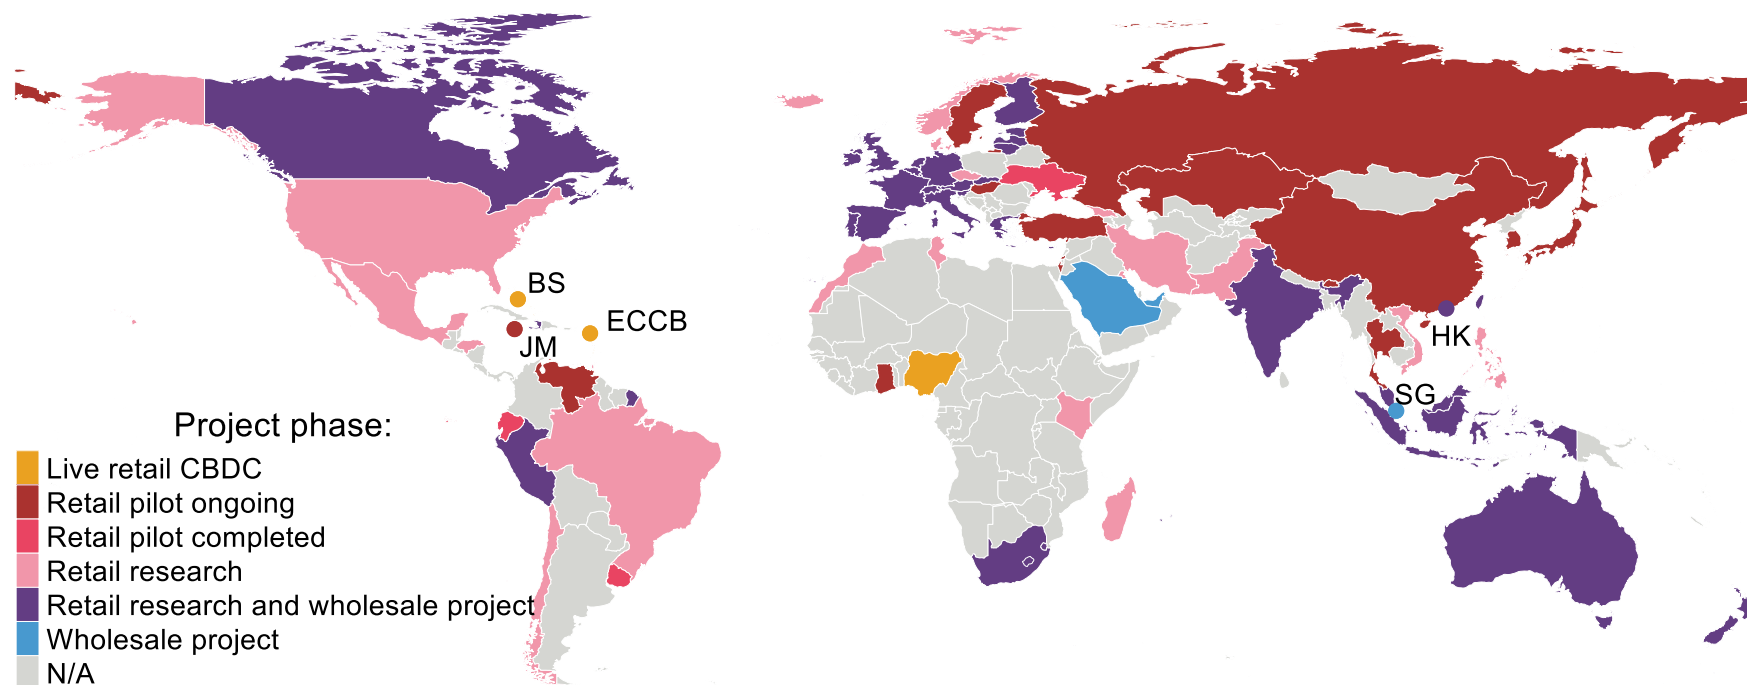 BS
ECCB
JM
HK
SG
Project phase:
Live retail CBDC
Retail pilot ongoing
Retail pilot completed
Retail research
Retail research and wholesale project
Wholesale project
N/A